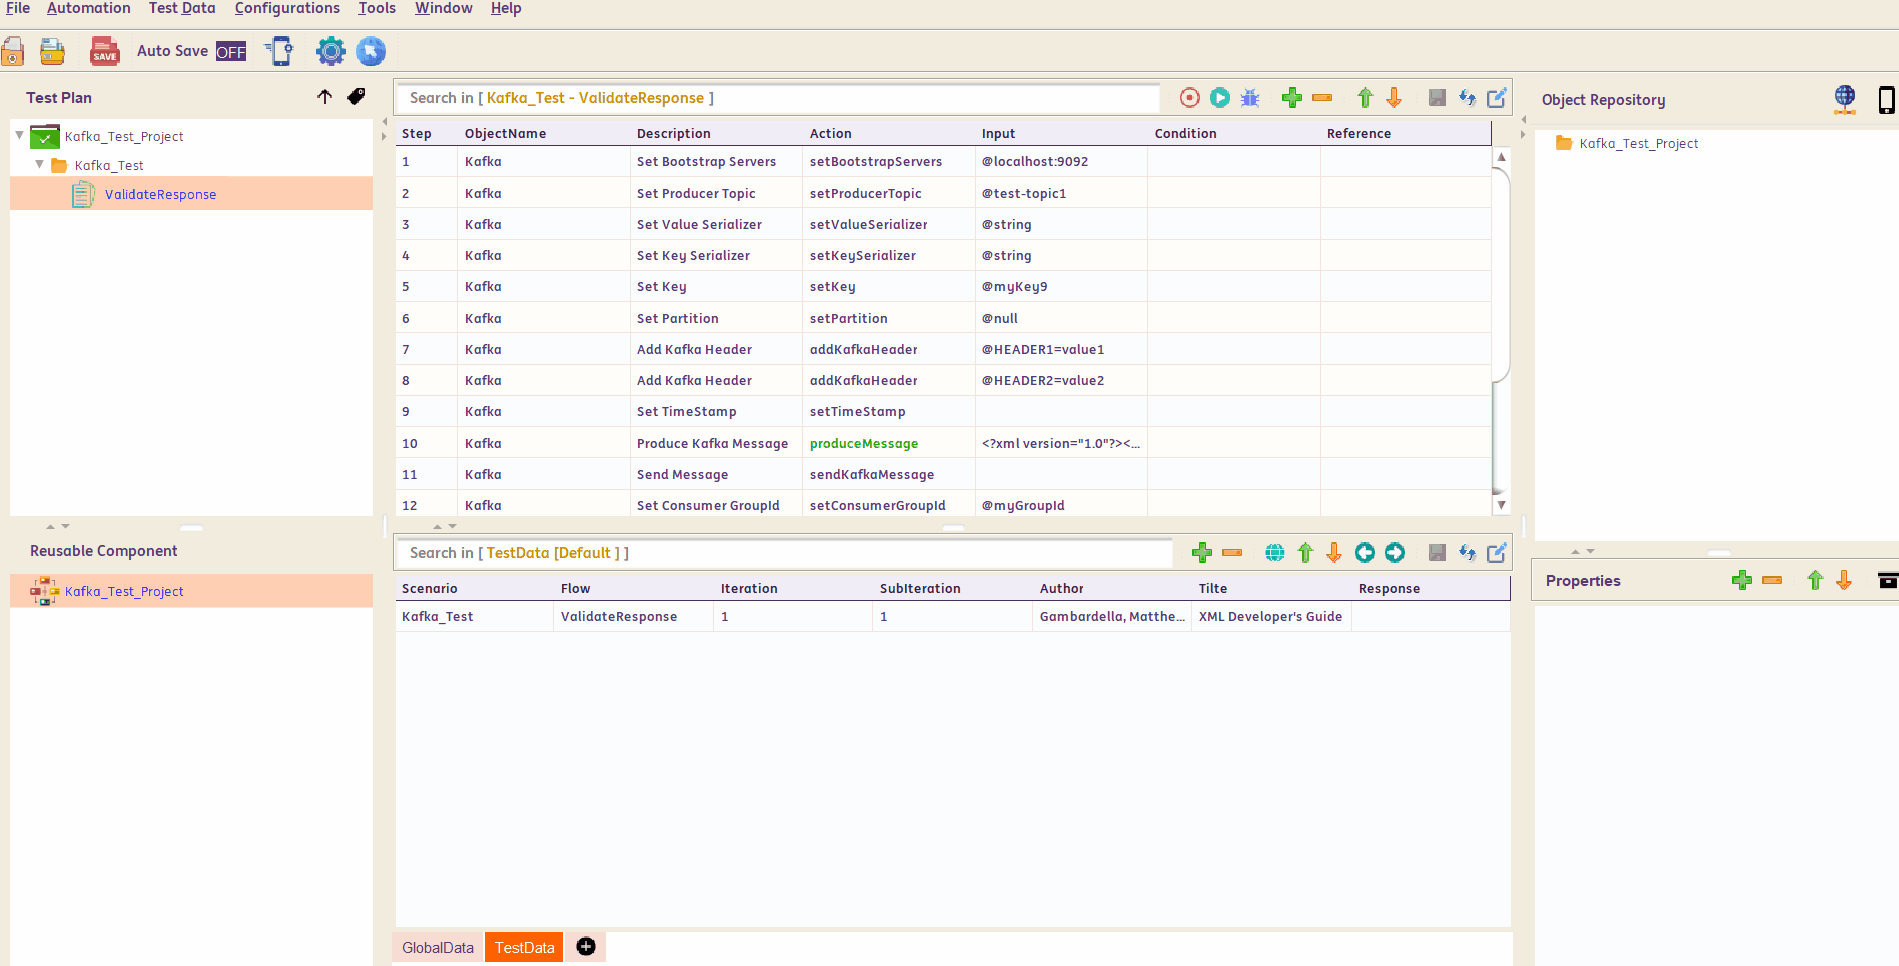 File Automation Test Data Configurations Tools Window Help
SAVE Auto Save OFF
Test Plan
Kafka_Test_Project
Kafka_Test
ValidateResponse
Reusable Component
Kafka_Test_Project
Search in [ Kafka_Test - ValidateResponse ]
Step ObjectName Description Action Input Condition Reference
1 Kafka Set Bootstrap Servers setBootstrapServers @localhost:9092
2 Kafka Set Producer Topic setProducerTopic @test-topic1
3 Kafka Set Value Serializer setValueSerializer @string
4 Kafka Set Key Serializer setKeySerializer @string
5 Kafka Set Key setKey @myKey9
6 Kafka Set Partition setPartition @null
7 Kafka Add Kafka Header addKafkaHeader @HEADER1=value1
8 Kafka Add Kafka Header addKafkaHeader @HEADER2=value2
9 Kafka Set TimeStamp setTimeStamp
10 Kafka Produce Kafka Message produceMessage <?xml version="1.0"?><...
11 Kafka Send Message sendKafkaMessage
12 Kafka Set Consumer GroupId setConsumerGroupId @myGroupId
Search in [ TestData [Default ] ]
Scenario Flow Iteration SubIteration Author Tilte Response
Kafka_Test ValidateResponse 1 1 Gambardella, Matthe... XML Developer's Guide
GlobalData TestData
Object Repository
Kafka_Test_Project
Properties